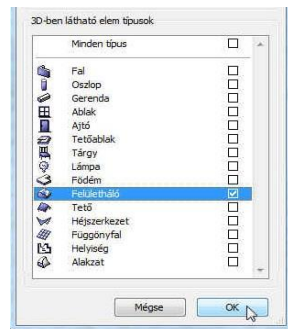 3D-ben látható elem típusok
Minden típus
Fal
Oszlop
Gerenda
Ablak
Ajtó
Tetőablak
Tárgy
Lámpa
Födém
Felületháló
Tető
Héjszerkezet
Függönyfal
Helyiség
Alakzat
Mégse
OK